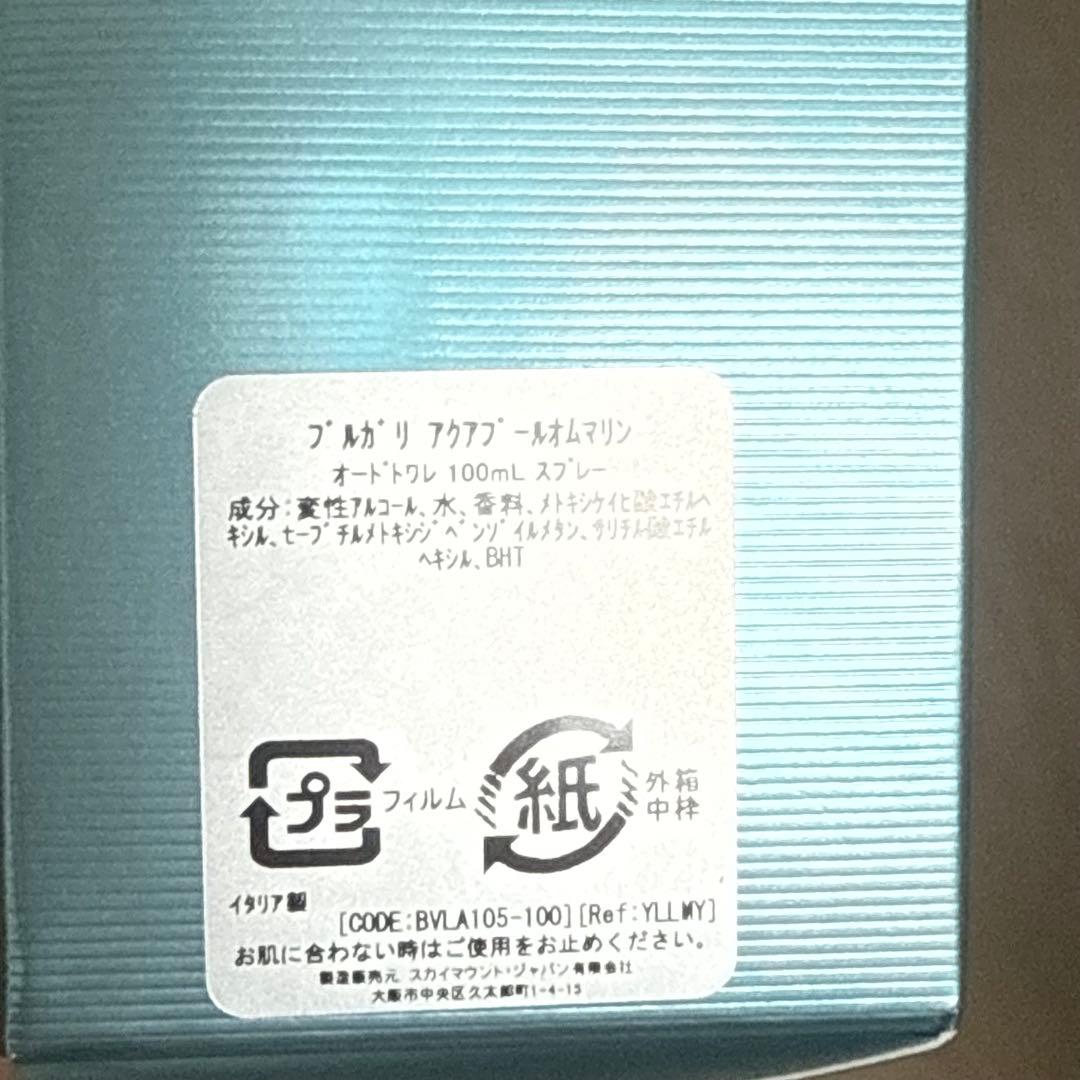 ブルガリ アクアプールオムマリン
オードトワレ 100mL スプレー
成分:変性アルコール、水、香料、メトキシケイヒ酸エチルヘ
キシル、t-ブチルメトキシジベンゾイルメタン、サリチル酸エチル
ヘキシル、BHT
プラ フィルム
紙 外箱
中枠
イタリア製
[CODE:BVLA105-100][Ref:YLLMY]
お肌に合わない時はご使用をお止めください。
製造販売元 スカイマウント・ジャパン有限会社
大阪市中央区久太郎町1-4-15